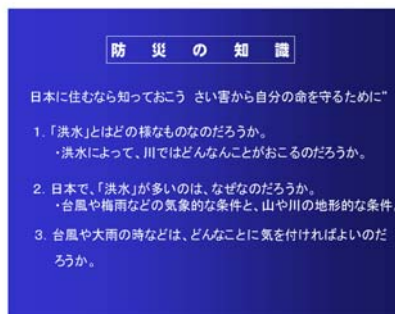 防 災 の 知 識
日本に住むなら知っておこう さい害から自分の命を守るために"
1. 「洪水」とはどの様なものなのだろうか。
・洪水によって、川ではどんなんことがおこるのだろうか。
2. 日本で、「洪水」が多いのは、なぜなのだろうか。
・台風や梅雨などの気象的な条件と、山や川の地形的な条件。
3. 台風や大雨の時などは、どんなことに気を付ければよいのだ
ろうか。